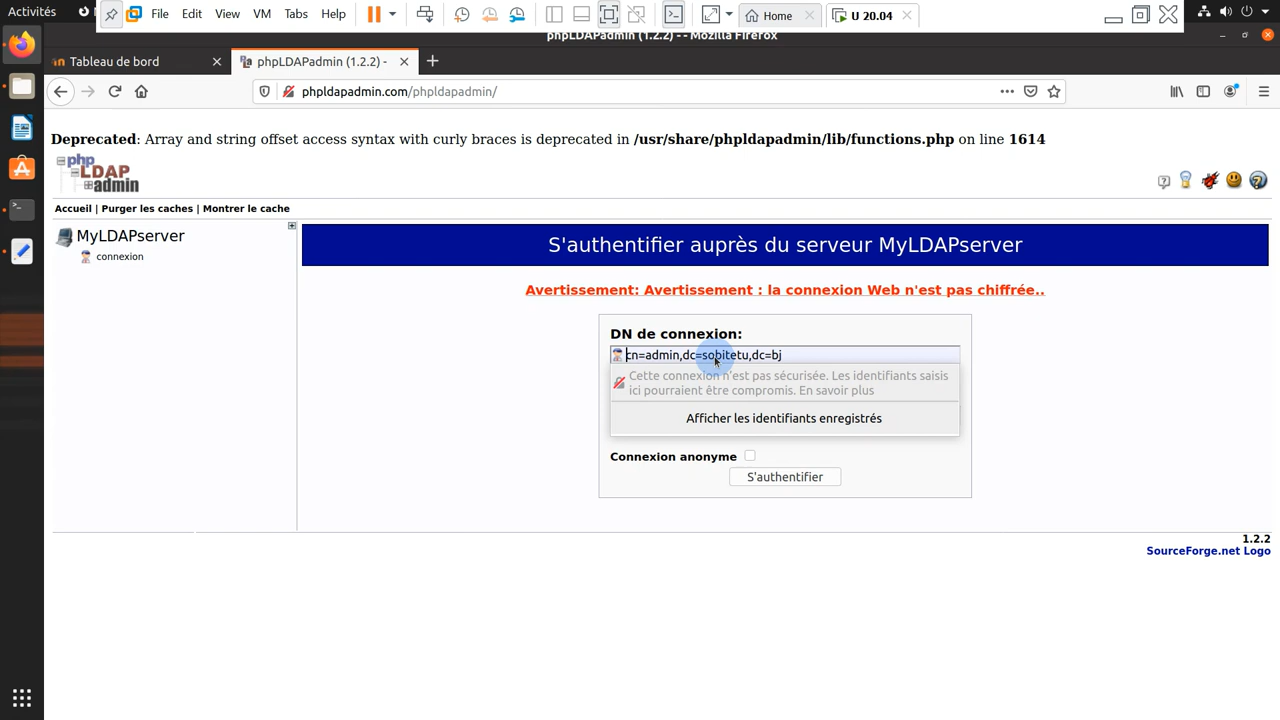 Activités
File Edit View VM Tabs Help
Home
U 20.04
phpLDAPadmin (1.2.2) - - Mozilla Firefox
Tableau de bord
phpLDAPadmin (1.2.2) -
phpldapadmin.com/phpldapadmin/
Deprecated: Array and string offset access syntax with curly braces is deprecated in /usr/share/phpldapadmin/lib/functions.php on line 1614
php
LDAP
admin
Accueil | Purger les caches | Montrer le cache
MyLDAPserver
connexion
S'authentifier auprès du serveur MyLDAPserver
Avertissement: Avertissement : la connexion Web n'est pas chiffrée..
DN de connexion:
cn=admin,dc=sobitetu,dc=bj
Cette connexion n'est pas sécurisée. Les identifiants saisis
ici pourraient être compromis. En savoir plus
Afficher les identifiants enregistrés
Connexion anonyme
S'authentifier
1.2.2
SourceForge.net Logo